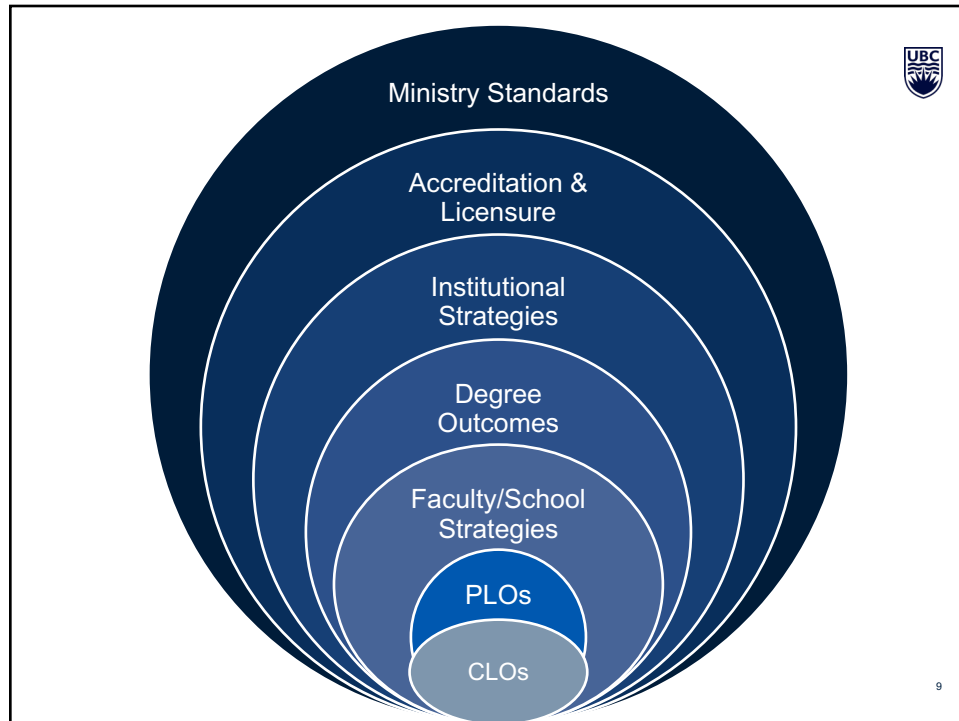 UBC
Ministry Standards
Accreditation &
Licensure
Institutional
Strategies
Degree
Outcomes
Faculty/School
Strategies
PLOs
CLOs
9